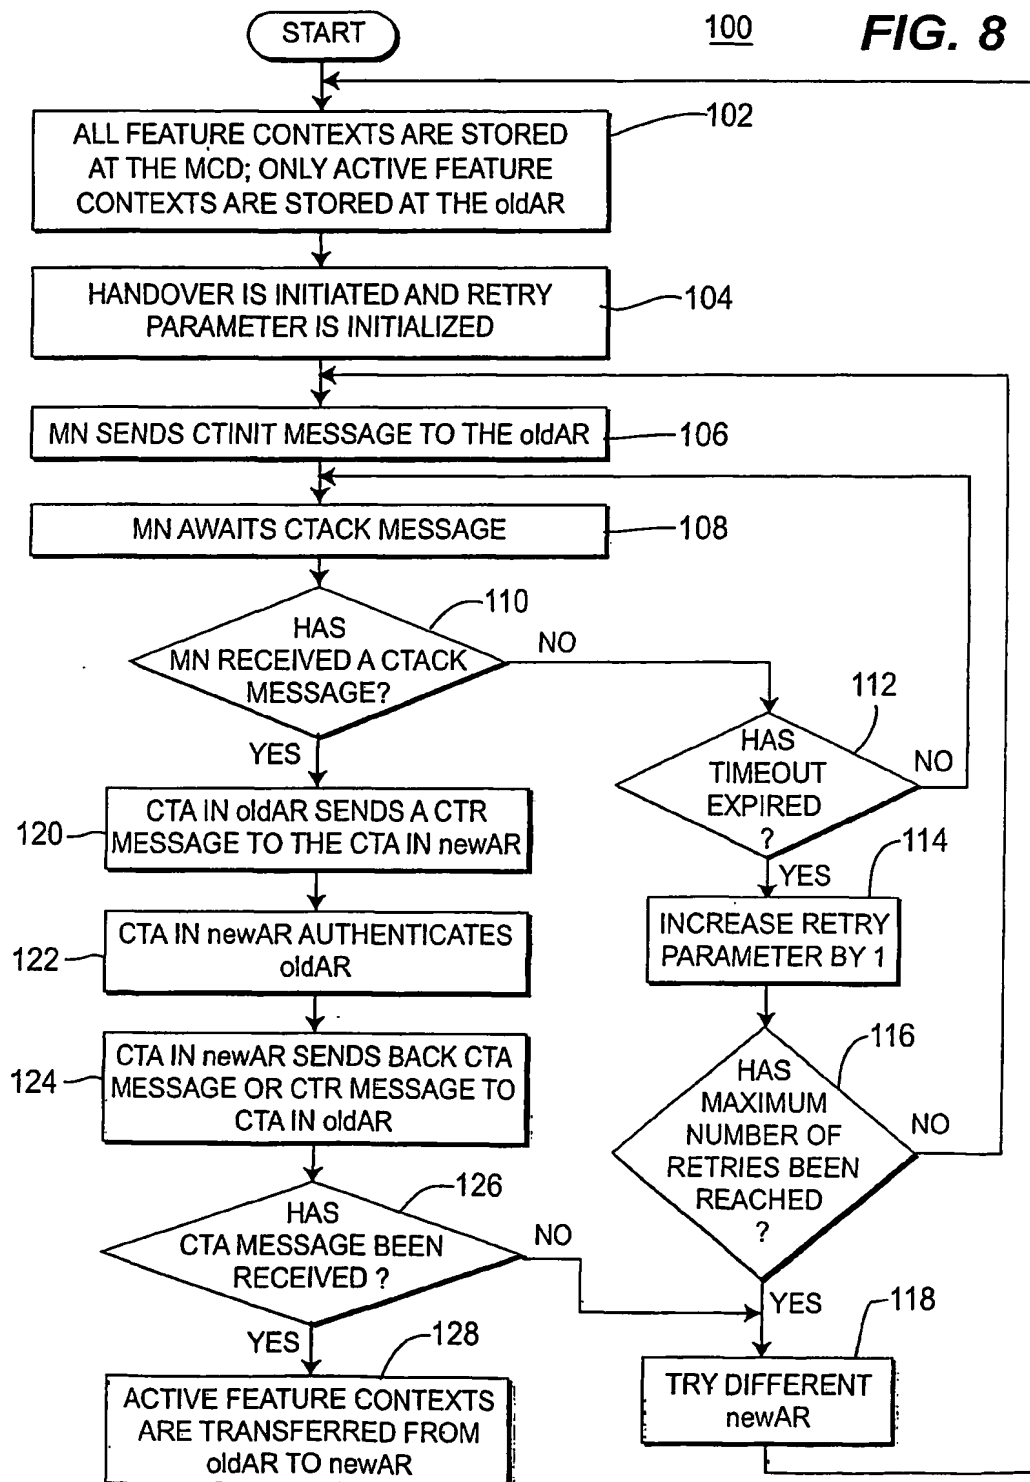 START
100
FIG. 8
ALL FEATURE CONTEXTS ARE STORED
AT THE MCD; ONLY ACTIVE FEATURE
CONTEXTS ARE STORED AT THE oldAR
102
HANDOVER IS INITIATED AND RETRY
PARAMETER IS INITIALIZED
104
MN SENDS CTINIT MESSAGE TO THE oldAR
106
MN AWAITS CTACK MESSAGE
108
HAS
MN RECEIVED A CTACK
MESSAGE?
110
NO
YES
HAS
TIMEOUT
EXPIRED
?
112
NO
YES
INCREASE RETRY
PARAMETER BY 1
114
HAS
MAXIMUM
NUMBER OF
RETRIES BEEN
REACHED
?
116
NO
YES
TRY DIFFERENT
newAR
118
CTA IN oldAR SENDS A CTR
MESSAGE TO THE CTA IN newAR
120
CTA IN newAR AUTHENTICATES
oldAR
122
CTA IN newAR SENDS BACK CTA
MESSAGE OR CTR MESSAGE TO
CTA IN oldAR
124
HAS
CTA MESSAGE BEEN
RECEIVED ?
126
NO
YES
ACTIVE FEATURE CONTEXTS
ARE TRANSFERRED FROM
oldAR TO newAR
128